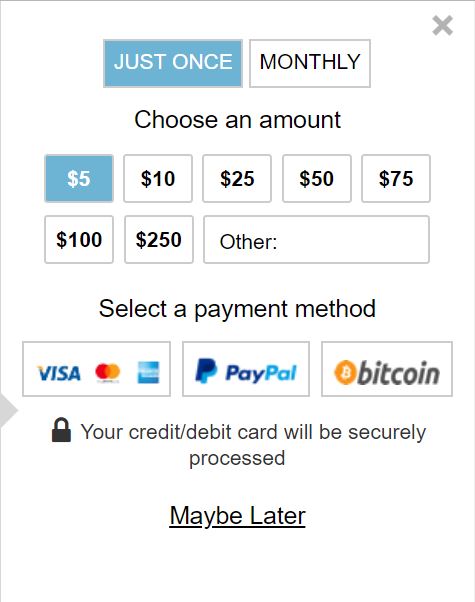 JUST ONCE MONTHLY
Choose an amount
$5 $10 $25 $50 $75
$100 $250 Other:
Select a payment method
VISA PayPal bitcoin
Your credit/debit card will be securely
processed
Maybe Later